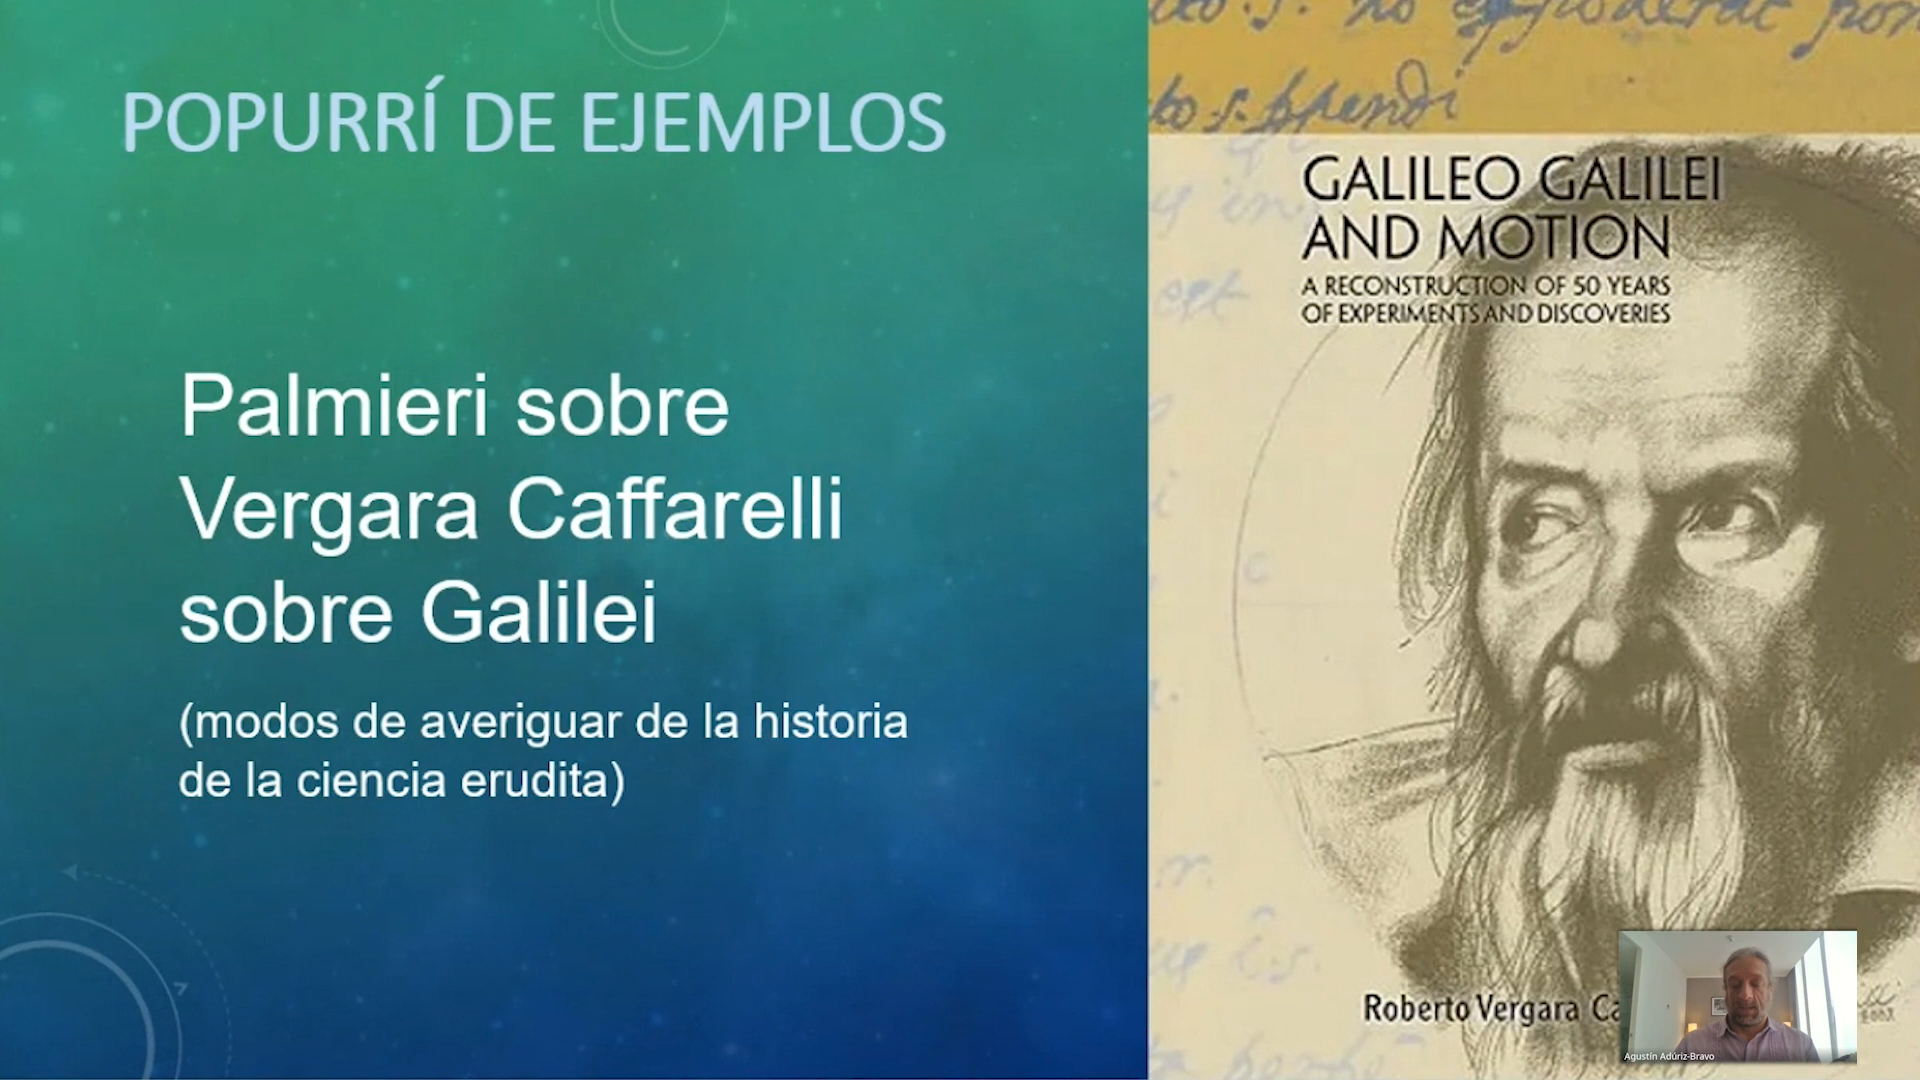 POPURRÍ DE EJEMPLOS
Palmieri sobre
Vergara Caffarelli
sobre Galilei
(modos de averiguar de la historia
de la ciencia erudita)
GALILEO GALILEI
AND MOTION
A RECONSTRUCTION OF 50 YEARS
OF EXPERIMENTS AND DISCOVERIES
Roberto Vergara
Agustín Adúriz-Bravo